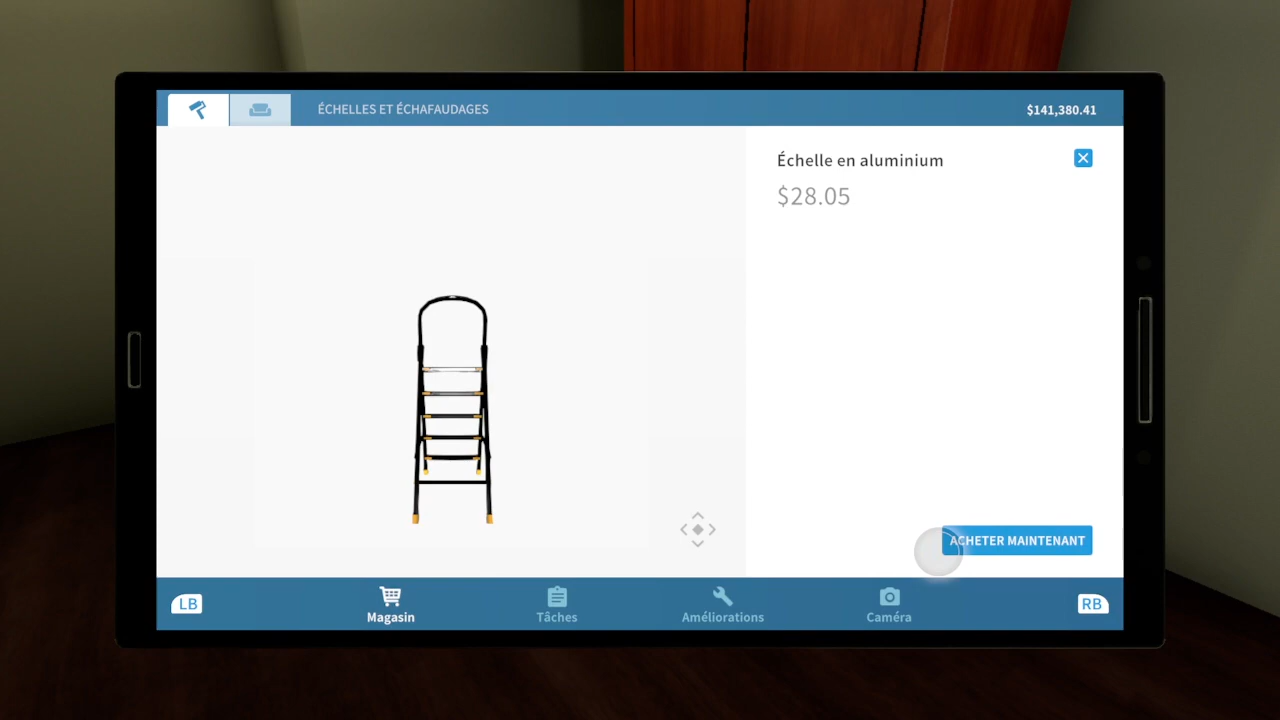 ÉCHELLES ET ÉCHAFAUDAGES
$141,380.41
Échelle en aluminium
$28.05
ACHETER MAINTENANT
LB
Magasin
Tâches
Améliorations
Caméra
RB